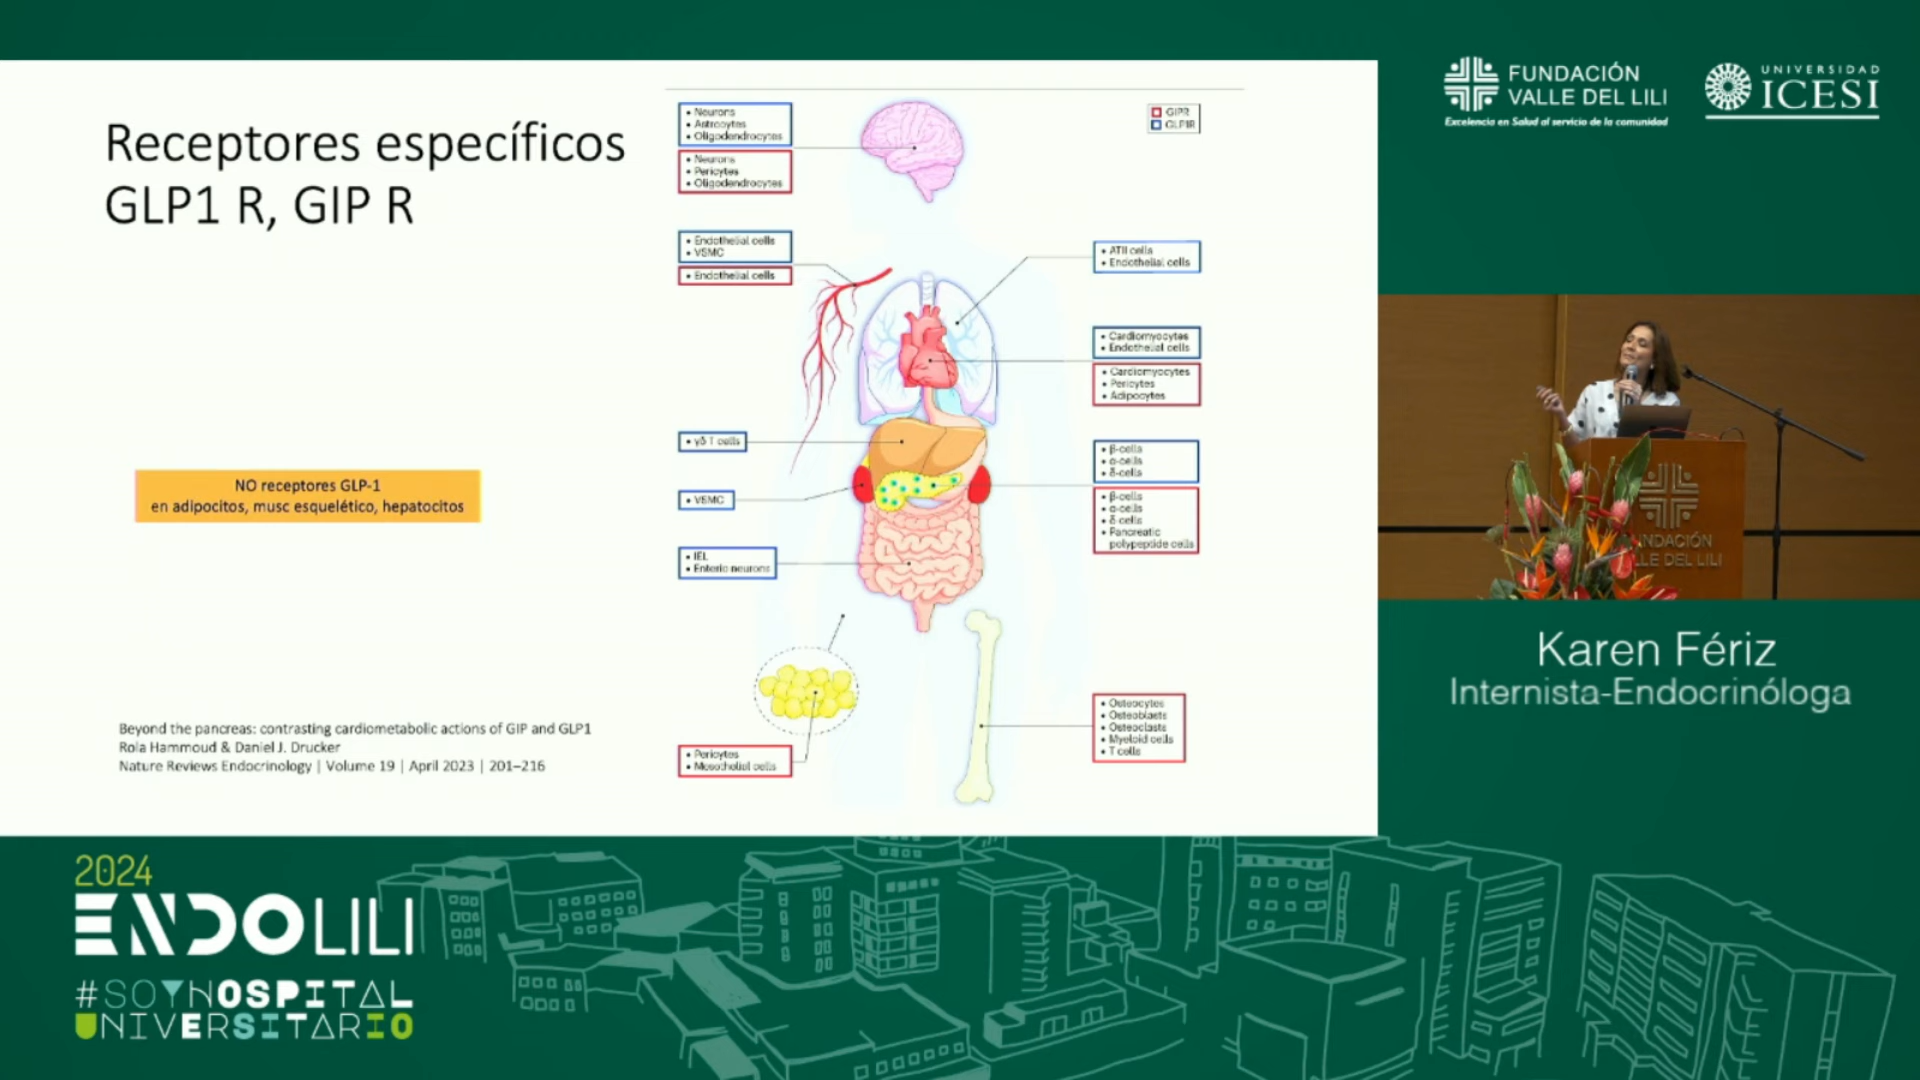 Receptores específicos
GLP1 R, GIP R
NO receptores GLP-1
en adipocitos, musc esquelético, hepatocitos
Beyond the pancreas: contrasting cardiometabolic actions of GIP and GLP1
Rola Hammoud & Daniel J. Drucker
Nature Reviews Endocrinology | Volume 19 | April 2023 | 201–216
• Neurons
• Astrocytes
• Oligodendrocytes
• Neurons
• Pericytes
• Oligodendrocytes
• Endothelial cells
• VSMC
• Endothelial cells
• γδ T cells
• VSMC
• IEL
• Enteric neurons
• Pericytes
• Mesothelial cells
GIPR
GLP1R
• ATII cells
• Endothelial cells
• Cardiomyocytes
• Endothelial cells
• Cardiomyocytes
• Pericytes
• Adipocytes
• β-cells
• α-cells
• δ-cells
• β-cells
• α-cells
• δ-cells
• Pancreatic
polypeptide cells
• Osteocytes
• Osteoblasts
• Osteoclasts
• Myeloid cells
• T cells
FUNDACIÓN
VALLE DEL LILI
Excelencia en Salud al servicio de la comunidad
UNIVERSIDAD
ICESI
UNDACIÓN
LLE DEL LILI
Karen Fériz
Internista-Endocrinóloga
2024
ENDOLILI
#SOYHOSPITAL
UNIVERSITARIO